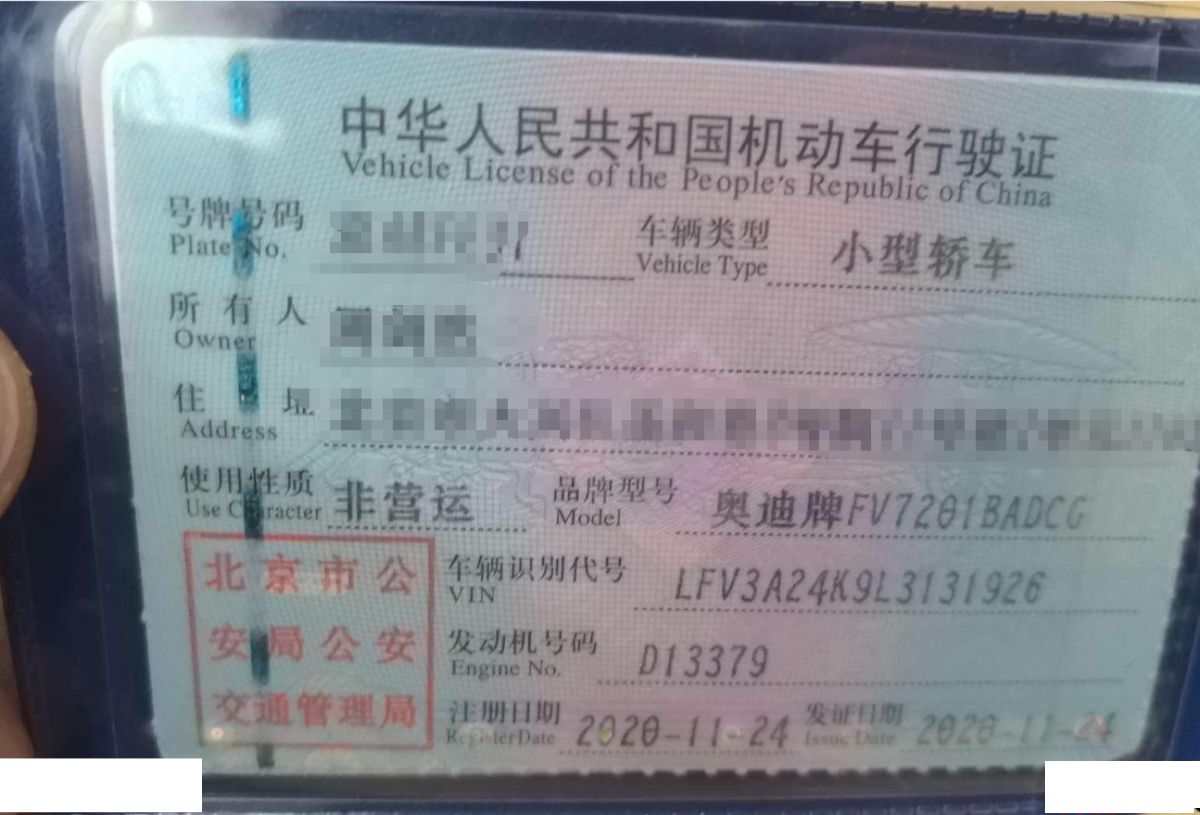 中华人民共和国机动车行驶证
Vehicle License of the People's Republic of China
号牌号码
Plate No.
车辆类型 小型轿车
Vehicle Type
所有人
Owner
住址
Address
使用性质 非营运
Use Character
品牌型号 奥迪牌FV7201BADCG
Model
北京市公
安局公安
交通管理局
车辆识别代号 LFV3A24K9L3131926
VIN
发动机号码 D13379
Engine No.
注册日期 2020-11-24
Register Date
发证日期 2020-11-24
Issue Date